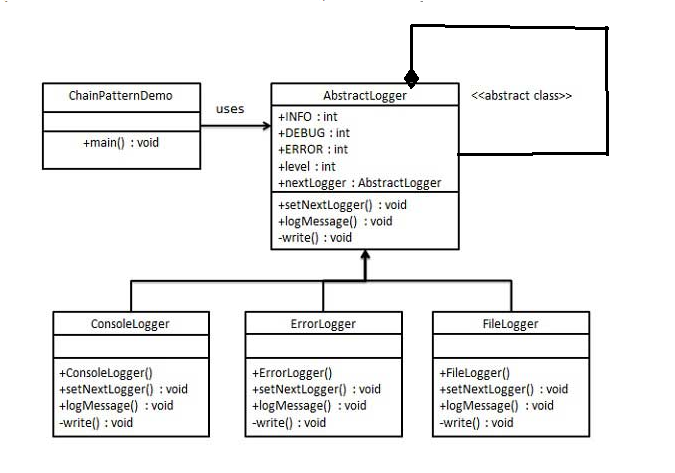 ChainPatternDemo
+main() : void
uses
AbstractLogger
+INFO : int
+DEBUG : int
+ERROR : int
+level : int
+nextLogger : AbstractLogger
+setNextLogger() : void
+logMessage() : void
-write() : void
<<abstract class>>
ConsoleLogger
+ConsoleLogger()
+setNextLogger() : void
+logMessage() : void
-write() : void
ErrorLogger
+ErrorLogger()
+setNextLogger() : void
+logMessage() : void
-write() : void
FileLogger
+FileLogger()
+setNextLogger() : void
+logMessage() : void
-write() : void